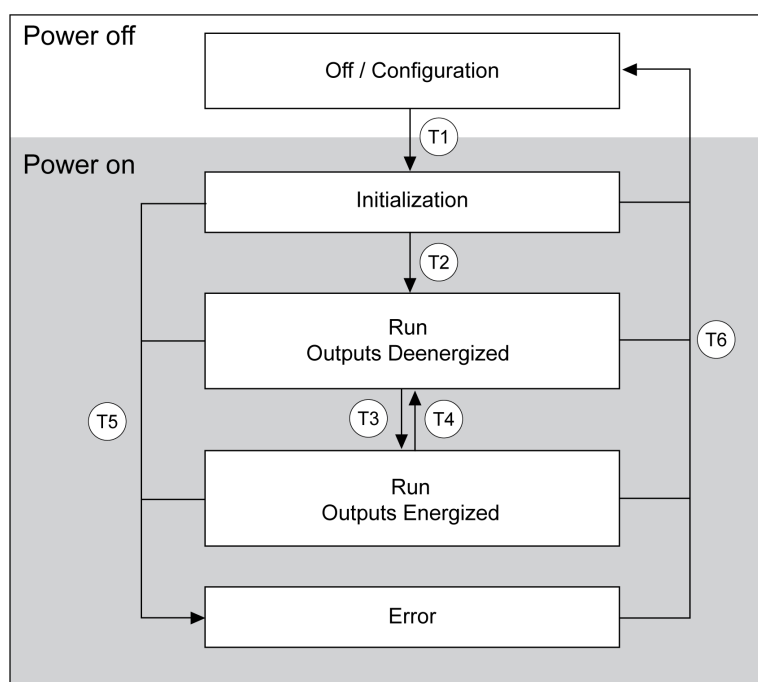 Power off
Off / Configuration
T1
Power on
Initialization
T2
Run
Outputs Deenergized
T6
T5
T3
T4
Run
Outputs Energized
Error